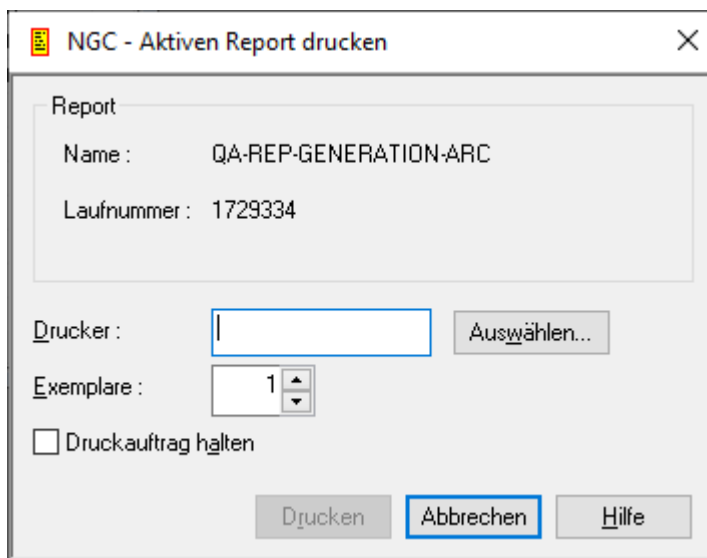 NGC - Aktiven Report drucken
Report
Name : QA-REP-GENERATION-ARC
Laufnummer : 1729334
Drucker : Auswählen...
Exemplare : 1
Druckauftrag halten
Drucken Abbrechen Hilfe